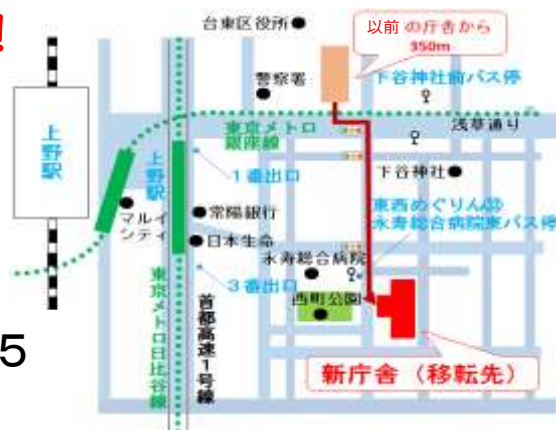 !
台東区役所
以前の庁舎から
350m
警察署
下谷神社前バス停
浅草通り
東京メトロ
銀座線
上野駅
上野駅
1番出口
下谷神社
マルイ
シティ
常陽銀行
東西めぐりん㉝
永寿総合病院東バス停
日本生命
永寿総合病院
3番出口
西町公園
東京メトロ日比谷線
首都高速1号線
5
新庁舎(移転先)